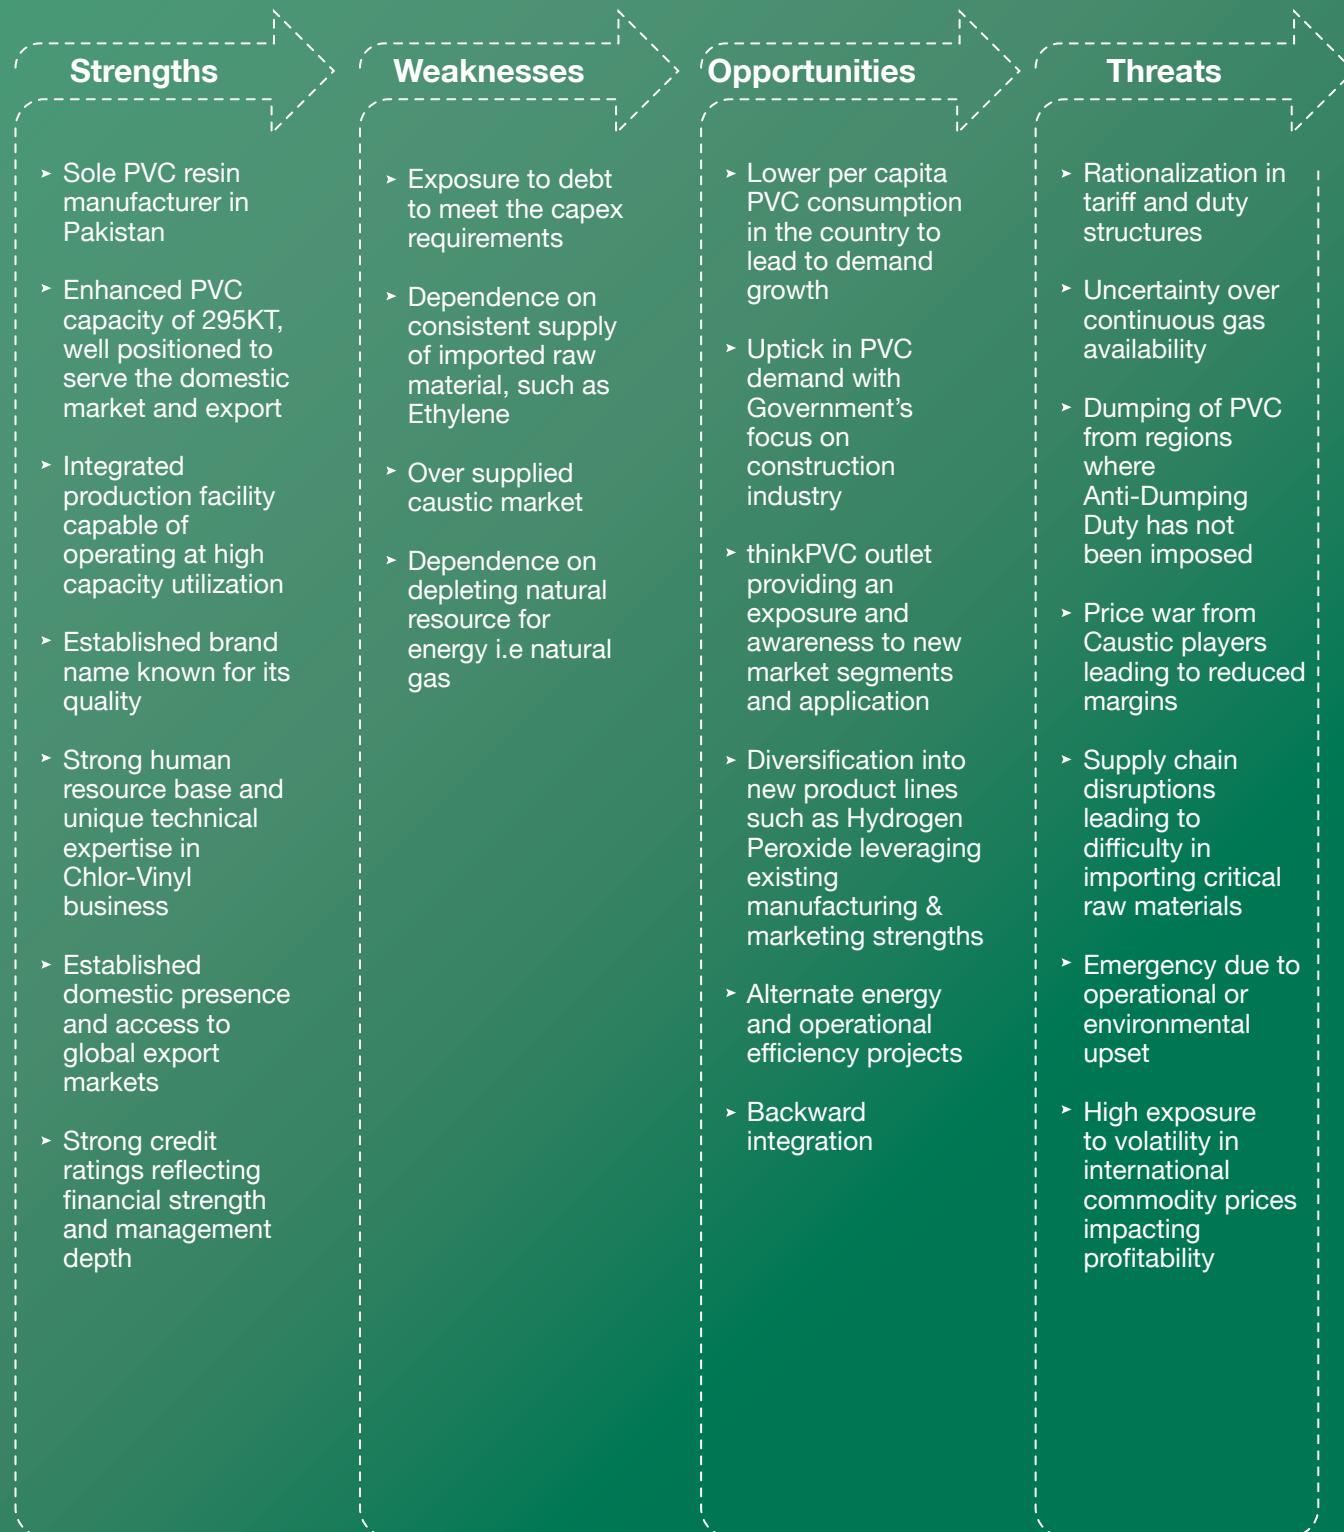 Strengths
Sole PVC resin
manufacturer in
Pakistan
Enhanced PVC
capacity of 295KT,
well positioned to
serve the domestic
market and export
Integrated
production facility
capable of
operating at high
capacity utilization
Established brand
name known for its
quality
Strong human
resource base and
unique technical
expertise in
Chlor-Vinyl
business
Established
domestic presence
and access to
global export
markets
Strong credit
ratings reflecting
financial strength
and management
depth
Weaknesses
Exposure to debt
to meet the capex
requirements
Dependence on
consistent supply
of imported raw
material, such as
Ethylene
Over supplied
caustic market
Dependence on
depleting natural
resource for
energy i.e natural
gas
Opportunities
Lower per capita
PVC consumption
in the country to
lead to demand
growth
Uptick in PVC
demand with
Government’s
focus on
construction
industry
thinkPVC outlet
providing an
exposure and
awareness to new
market segments
and application
Diversification into
new product lines
such as Hydrogen
Peroxide leveraging
existing
manufacturing &
marketing strengths
Alternate energy
and operational
efficiency projects
Backward
integration
Threats
Rationalization in
tariff and duty
structures
Uncertainty over
continuous gas
availability
Dumping of PVC
from regions
where
Anti-Dumping
Duty has not
been imposed
Price war from
Caustic players
leading to reduced
margins
Supply chain
disruptions
leading to
difficulty in
importing critical
raw materials
Emergency due to
operational or
environmental
upset
High exposure
to volatility in
international
commodity prices
impacting
profitability